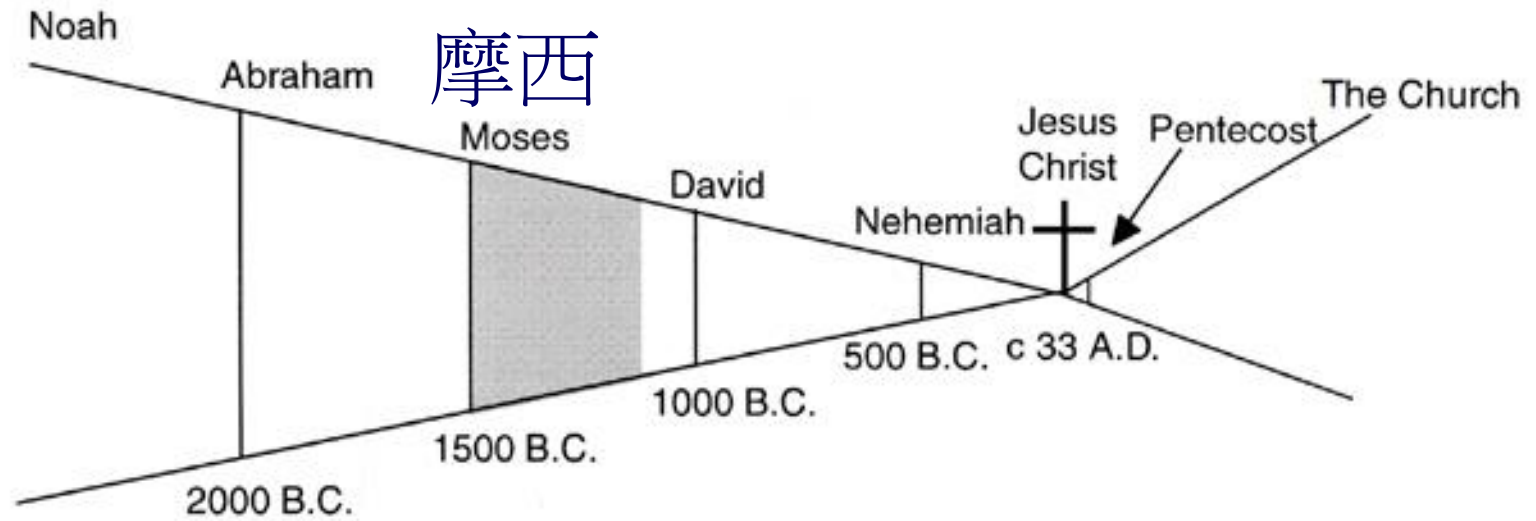 Noah
Abraham
摩西
Moses
David
Nehemiah
Jesus
Christ
Pentecost
The Church
2000 B.C.
1500 B.C.
1000 B.C.
500 B.C.
c 33 A.D.